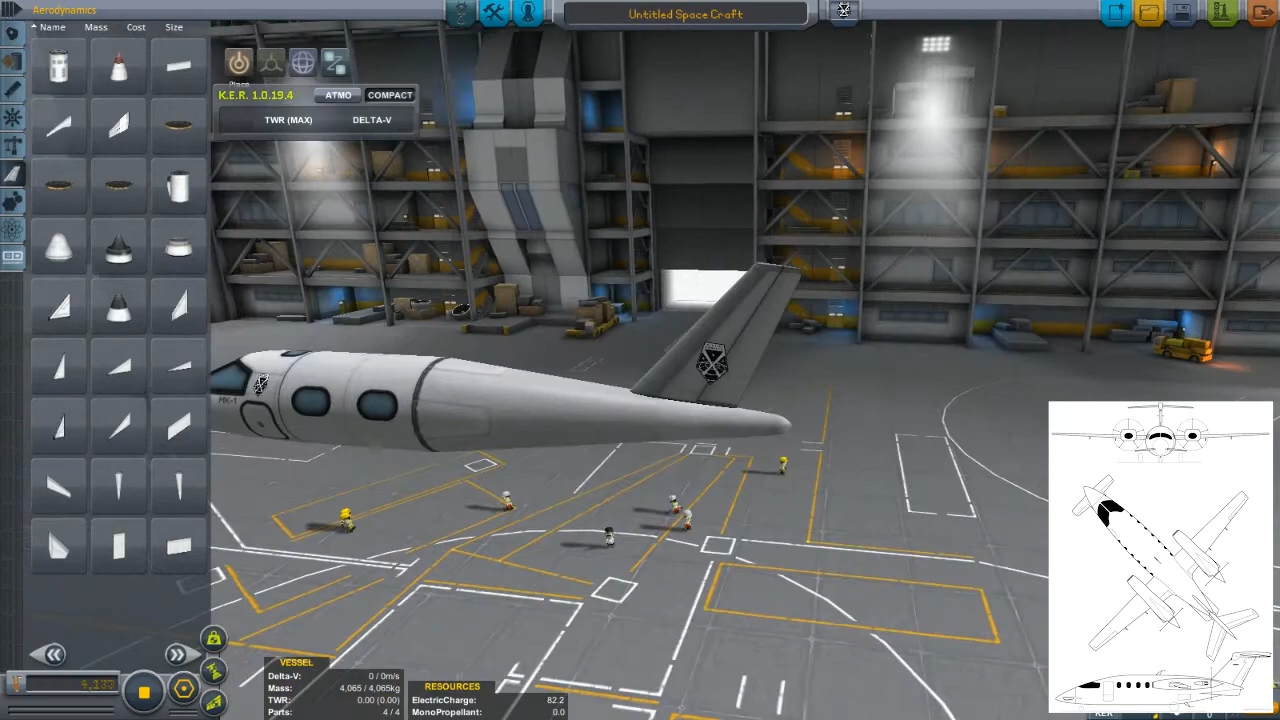 Aerodynamics
Untitled Space Craft
Name Mass Cost Size
Place
K.E.R. 1.0.19.4 ATMO COMPACT
TWR (MAX) DELTA-V
MK-1
VESSEL
Delta-V: 0 / 0m/s
Mass: 4,065 / 4,065kg
TWR: 0.00 (0.00)
Parts: 4 / 4
RESOURCES
ElectricCharge: 82.2
MonoPropellant: 0.0
KER